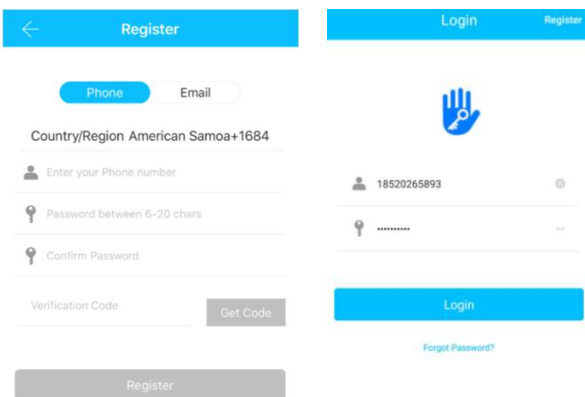 Register
Phone Email
Country/Region American Samoa+1684
Enter your Phone number
Password between 6-20 chars
Confirm Password
Verification Code Get Code
Register
Login Register
18520265893
••••••••••
Login
Forgot Password?